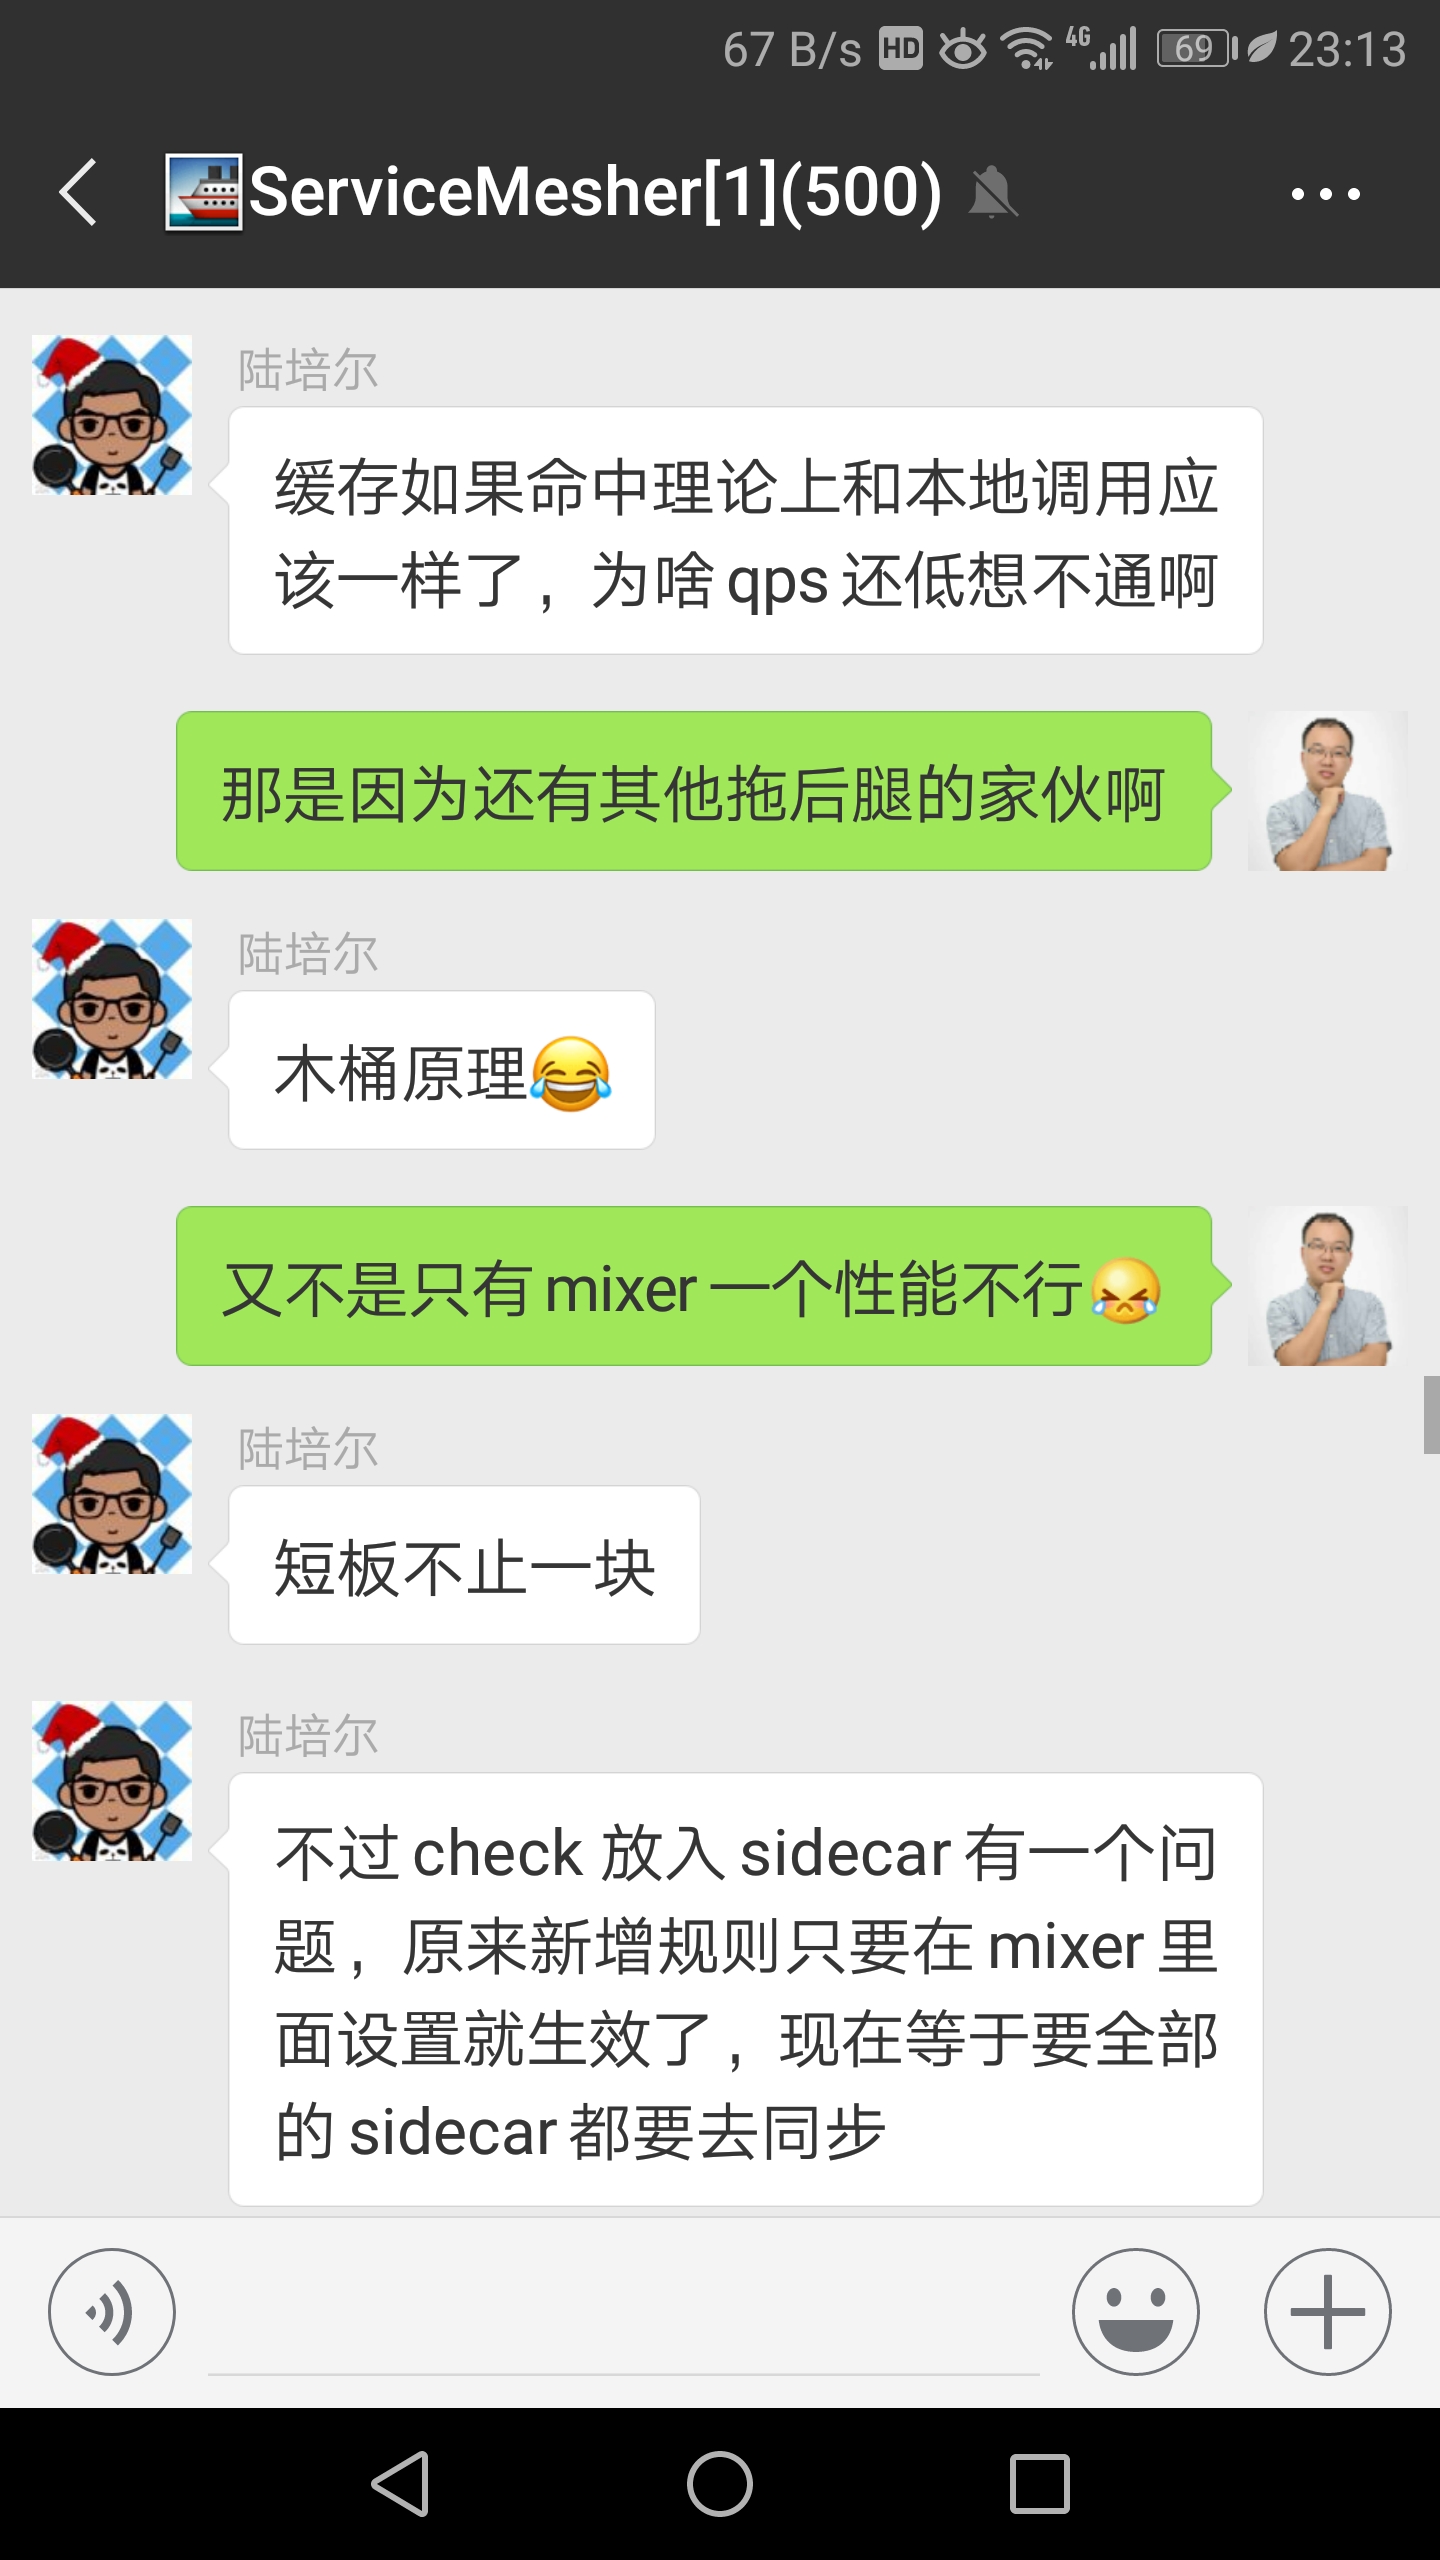 67 B/s HD 4G 69 23:13
ServiceMesher[1](500)
陆培尔
缓存如果命中理论上和本地调用应
该一样了，为啥qps还低想不通啊
那是因为还有其他拖后腿的家伙啊
陆培尔
木桶原理😂
又不是只有mixer一个性能不行😹
陆培尔
短板不止一块
陆培尔
不过check 放入sidecar有一个问
题，原来新增规则只要在mixer里
面设置就生效了，现在等于要全部
的sidecar都要去同步